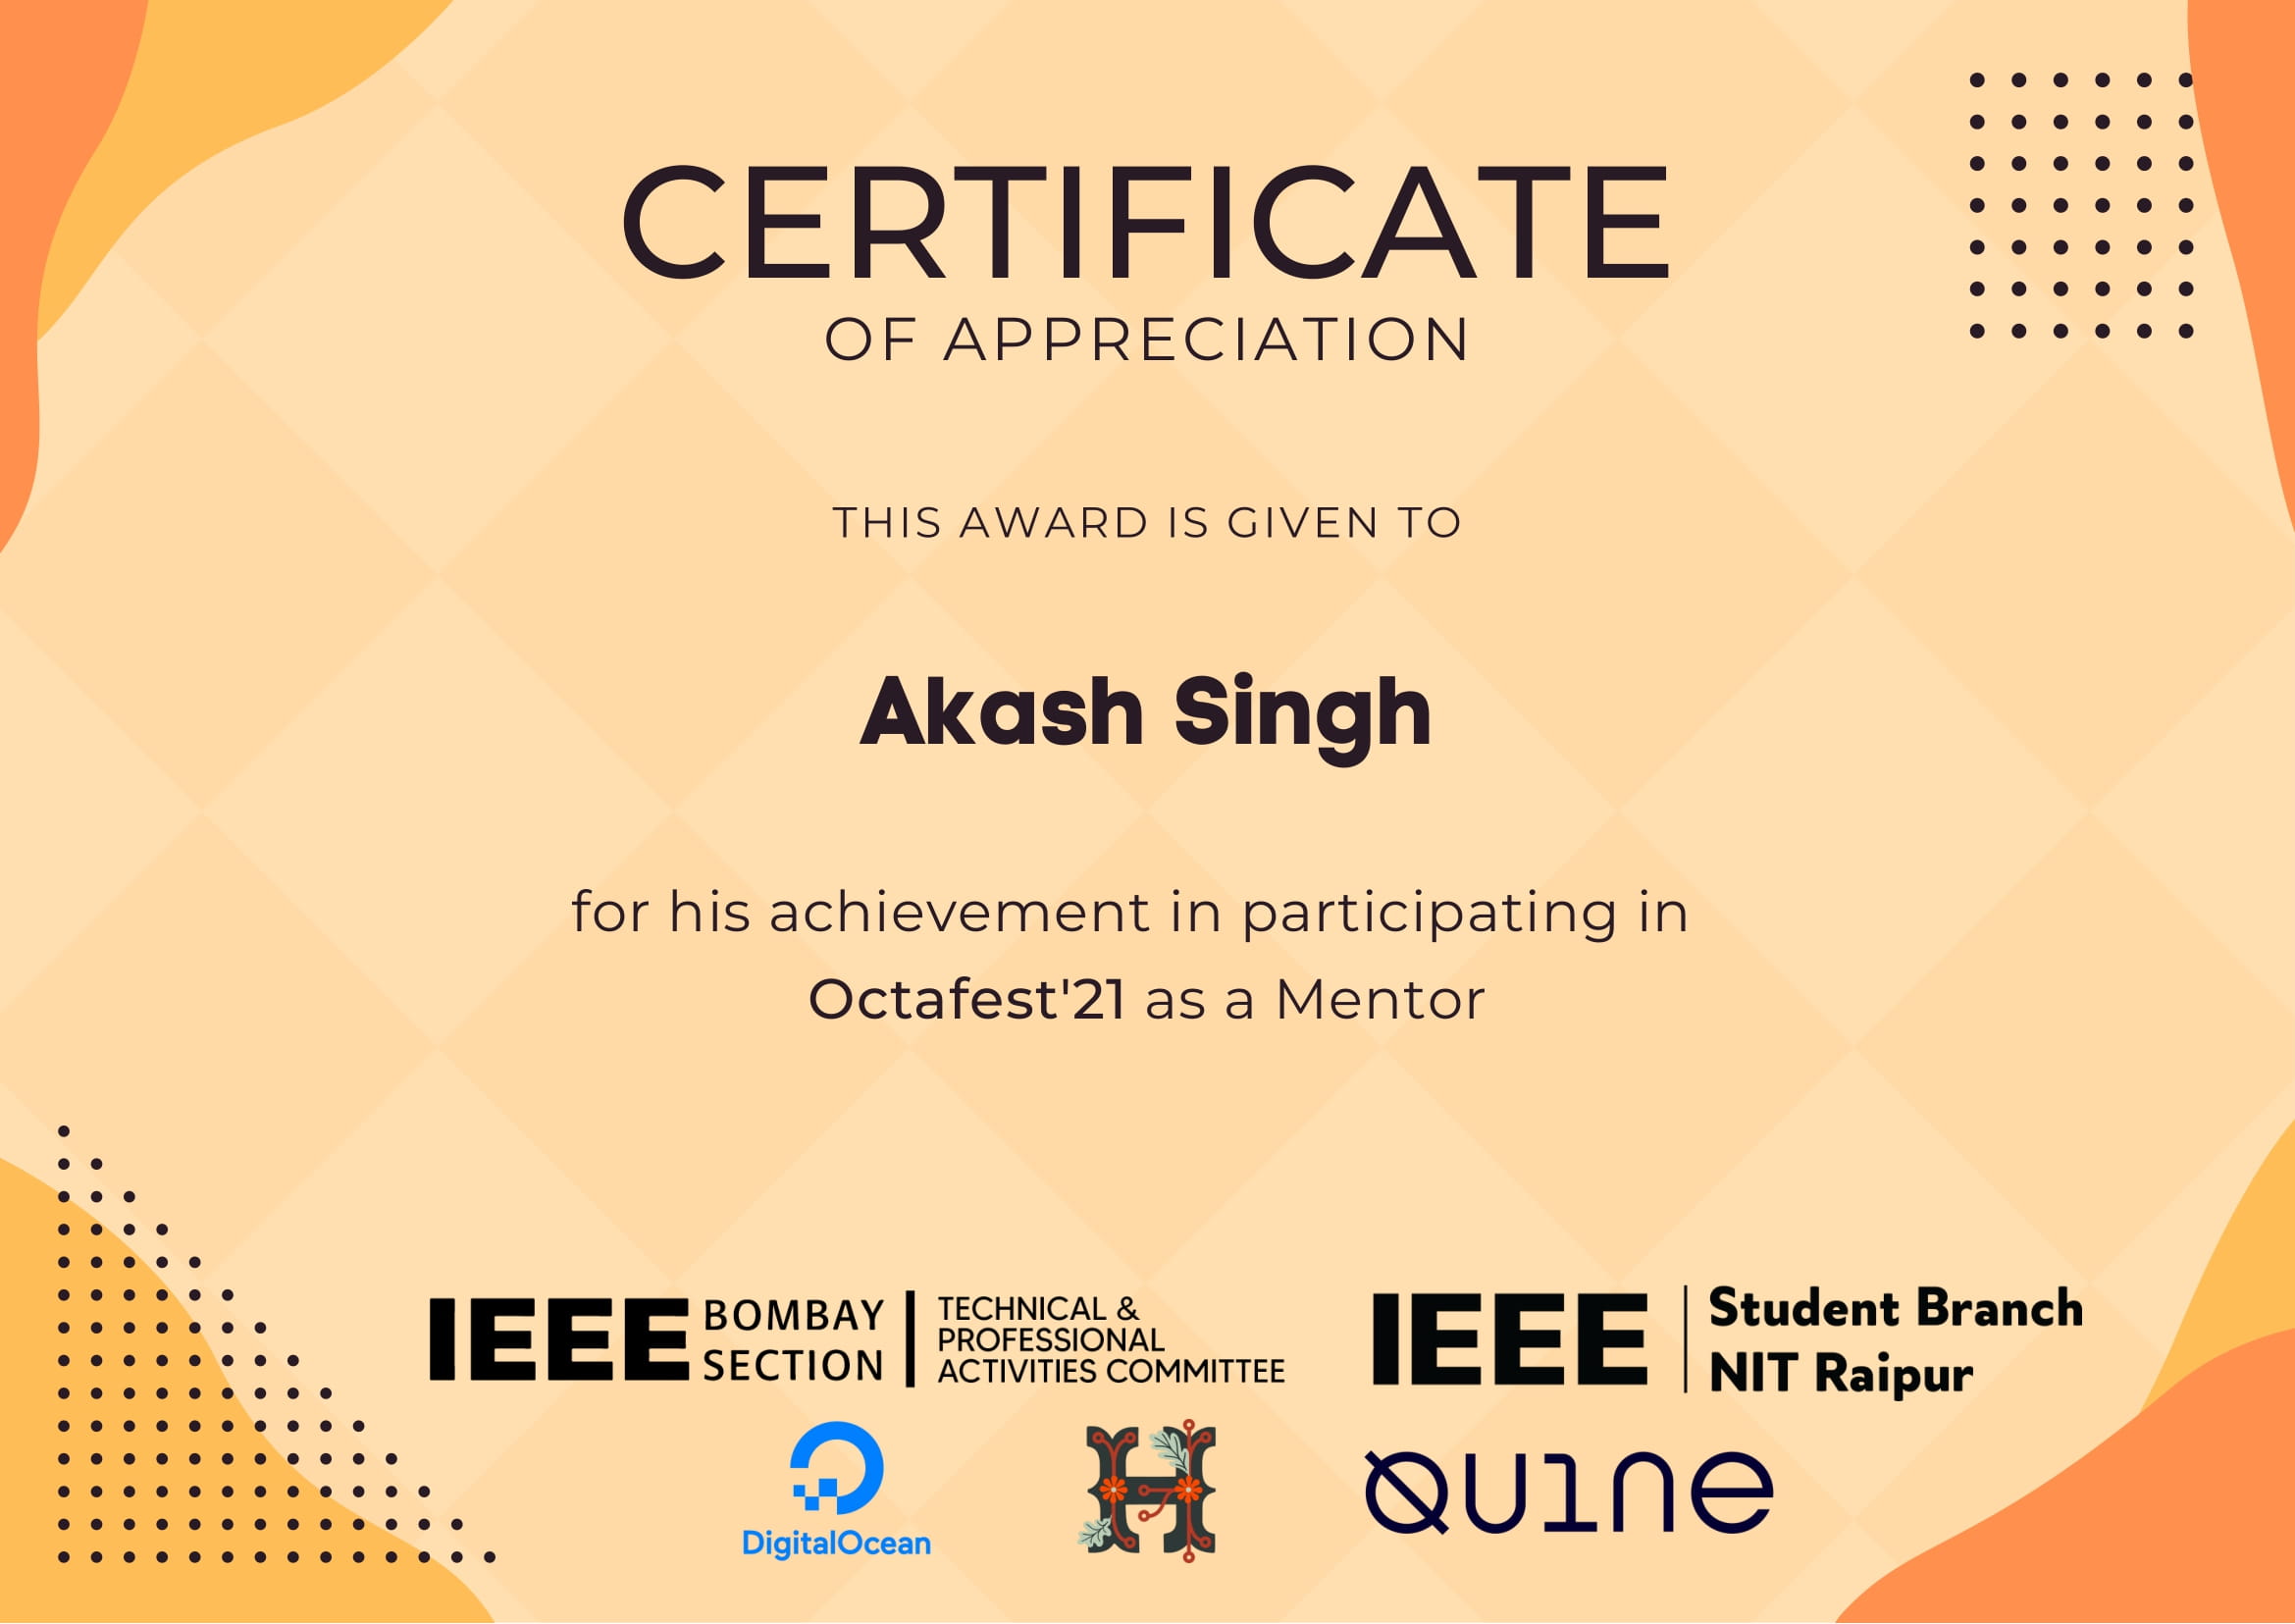 CERTIFICATE
OF APPRECIATION
THIS AWARD IS GIVEN TO
Akash Singh
for his achievement in participating in
Octafest'21 as a Mentor
IEEE BOMBAY SECTION
TECHNICAL &
PROFESSIONAL
ACTIVITIES COMMITTEE
IEEE Student Branch
NIT Raipur
DigitalOcean
H
QUINE